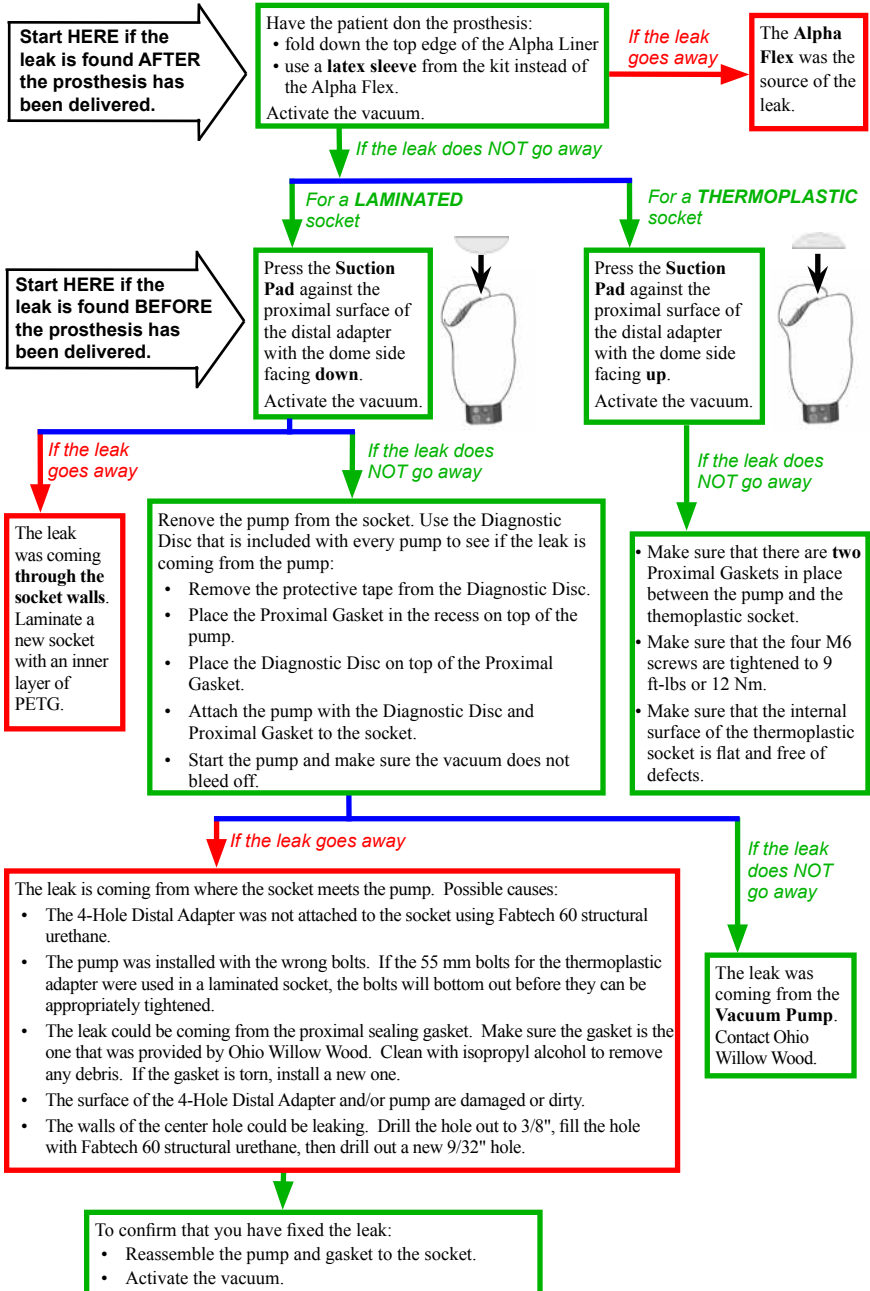 Start HERE if the
leak is found AFTER
the prosthesis has
been delivered.
Have the patient don the prosthesis:
• fold down the top edge of the Alpha Liner
• use a latex sleeve from the kit instead of
the Alpha Flex.
Activate the vacuum.
If the leak
goes away
The Alpha
Flex was the
source of the
leak.
If the leak does NOT go away
For a LAMINATED
socket
For a THERMOPLASTIC
socket
Start HERE if the
leak is found BEFORE
the prosthesis has
been delivered.
Press the Suction
Pad against the
proximal surface of
the distal adapter
with the dome side
facing down.
Activate the vacuum.
Press the Suction
Pad against the
proximal surface of
the distal adapter
with the dome side
facing up.
Activate the vacuum.
If the leak
goes away
If the leak does
NOT go away
If the leak does
NOT go away
The leak
was coming
through the
socket walls.
Laminate a
new socket
with an inner
layer of
PETG.
Renove the pump from the socket. Use the Diagnostic
Disc that is included with every pump to see if the leak is
coming from the pump:
• Remove the protective tape from the Diagnostic Disc.
• Place the Proximal Gasket in the recess on top of the
pump.
• Place the Diagnostic Disc on top of the Proximal
Gasket.
• Attach the pump with the Diagnostic Disc and
Proximal Gasket to the socket.
• Start the pump and make sure the vacuum does not
bleed off.
• Make sure that there are two
Proximal Gaskets in place
between the pump and the
themoplastic socket.
• Make sure that the four M6
screws are tightened to 9
ft-lbs or 12 Nm.
• Make sure that the internal
surface of the thermoplastic
socket is flat and free of
defects.
If the leak goes away
If the leak
does NOT
go away
The leak is coming from where the socket meets the pump. Possible causes:
• The 4-Hole Distal Adapter was not attached to the socket using Fabtech 60 structural
urethane.
• The pump was installed with the wrong bolts. If the 55 mm bolts for the thermoplastic
adapter were used in a laminated socket, the bolts will bottom out before they can be
appropriately tightened.
• The leak could be coming from the proximal sealing gasket. Make sure the gasket is the
one that was provided by Ohio Willow Wood. Clean with isopropyl alcohol to remove
any debris. If the gasket is torn, install a new one.
• The surface of the 4-Hole Distal Adapter and/or pump are damaged or dirty.
• The walls of the center hole could be leaking. Drill the hole out to 3/8", fill the hole
with Fabtech 60 structural urethane, then drill out a new 9/32" hole.
The leak was
coming from the
Vacuum Pump.
Contact Ohio
Willow Wood.
To confirm that you have fixed the leak:
• Reassemble the pump and gasket to the socket.
• Activate the vacuum.